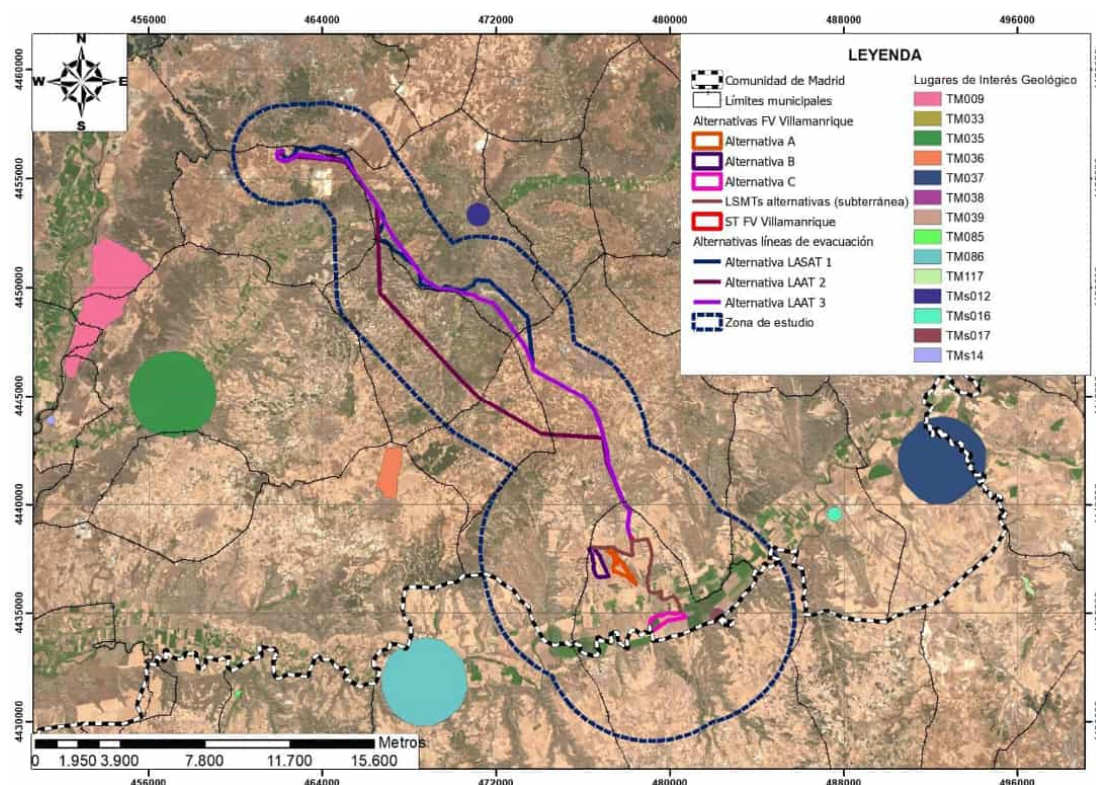 456000 464000 472000 480000 488000 496000
N
W E
S
4460000
4455000
4450000
4445000
4440000
4435000
4430000
LEYENDA
Comunidad de Madrid
Límites municipales
Alternativas FV Villamanrique
Alternativa A
Alternativa B
Alternativa C
LSMTs alternativas (subterránea)
ST FV Villamanrique
Alternativas líneas de evacuación
Alternativa LASAT 1
Alternativa LAAT 2
Alternativa LAAT 3
Zona de estudio
Lugares de Interés Geológico
TM009
TM033
TM035
TM036
TM037
TM038
TM039
TM085
TM086
TM117
TMs012
TMs016
TMs017
TMs14
Metros
0 1.950 3.900 7.800 11.700 15.600
456000 464000 472000 480000 488000 496000